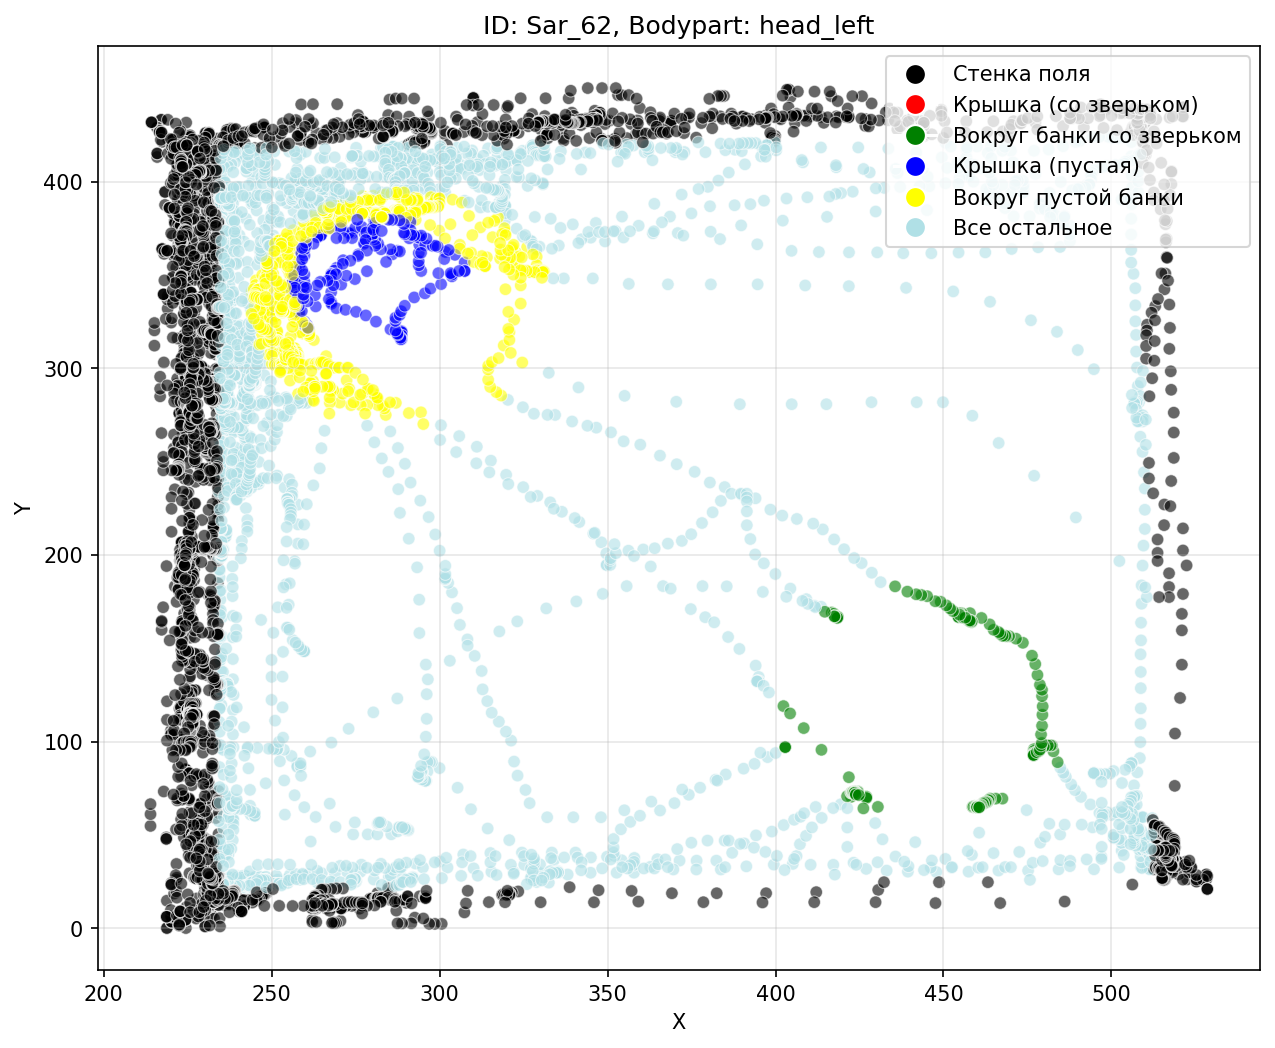 ID: Sar_62, Bodypart: head_left
Стенка поля
Крышка (со зверьком)
Вокруг банки со зверьком
Крышка (пустая)
Вокруг пустой банки
Все остальное
Y
400
300
200
100
0
200
250
300
350
400
450
500
X